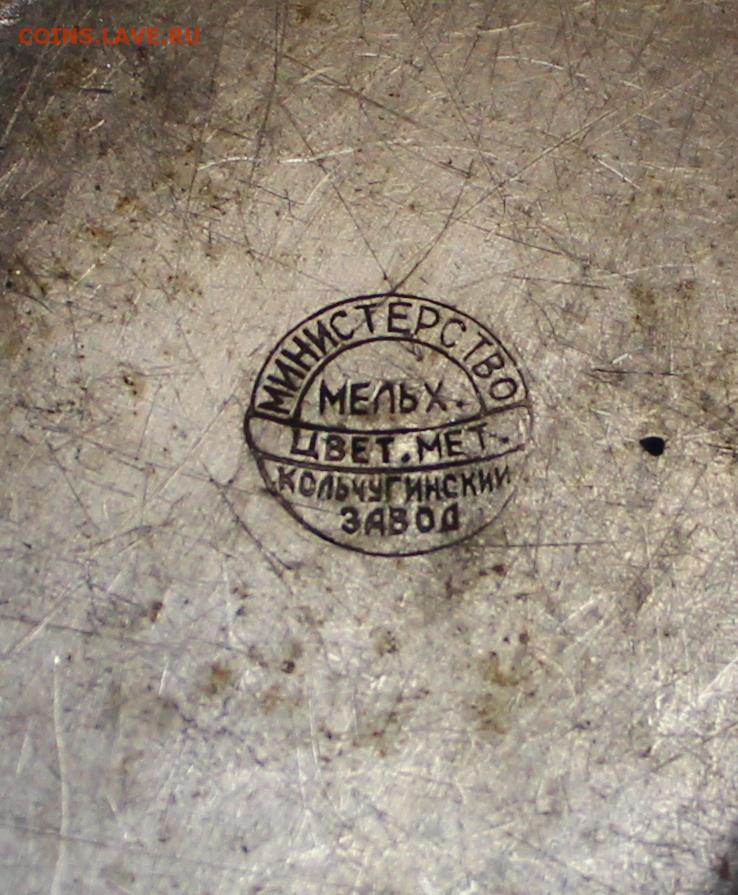 COINS.LAVE.RU
МИНИСТЕРСТВО
МЕЛЬХ.
ЦВЕТ.МЕТ.
КОЛЬЧУГИНСКИЙ
ЗАВОД